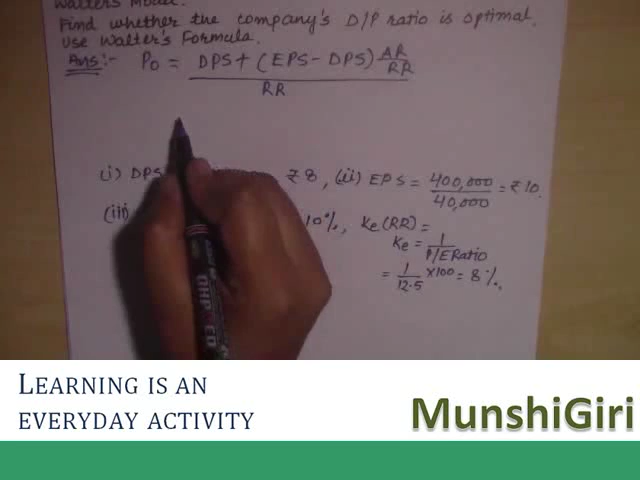 Walter's Model.
Find whether the company's D/P ratio is optimal.
Use Walter's Formula.
Ans:- P0 = DPS + (EPS - DPS) AR/RR
RR
(i) DPS ₹8, (ii) EPS = 400,000/40,000 = ₹10.
(iii) 10%, Ke (RR) =
Ke = 1/P/E Ratio
= 1/12.5 ×100 = 8%,
LEARNING IS AN
EVERYDAY ACTIVITY
MunshiGiri
OHP